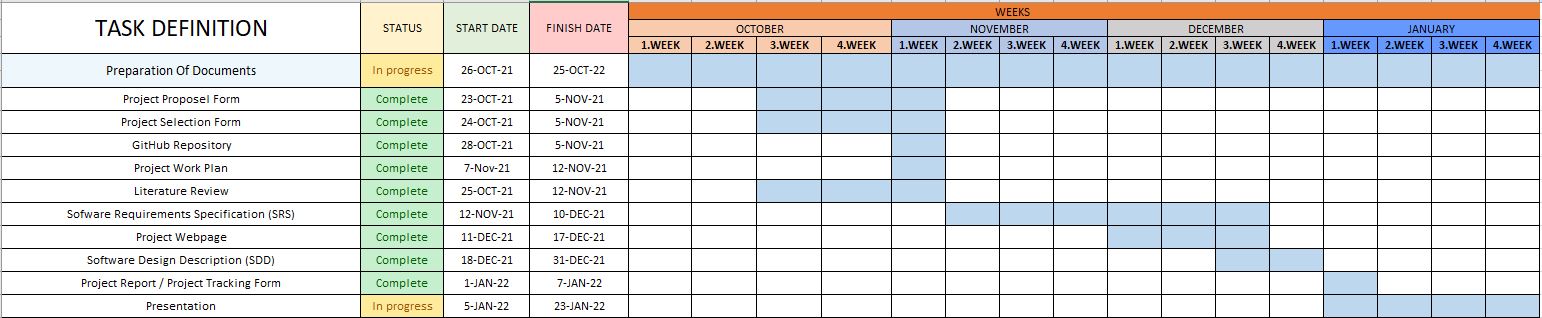 TASK DEFINITION STATUS START DATE FINISH DATE WEEKS
OCTOBER NOVEMBER DECEMBER JANUARY
1.WEEK 2.WEEK 3.WEEK 4.WEEK 1.WEEK 2.WEEK 3.WEEK 4.WEEK 1.WEEK 2.WEEK 3.WEEK 4.WEEK 1.WEEK 2.WEEK 3.WEEK 4.WEEK
Preparation Of Documents In progress 26-OCT-21 25-OCT-22
Project Proposel Form Complete 23-OCT-21 5-NOV-21
Project Selection Form Complete 24-OCT-21 5-NOV-21
GitHub Repository Complete 28-OCT-21 5-NOV-21
Project Work Plan Complete 7-Nov-21 12-NOV-21
Literature Review Complete 25-OCT-21 12-NOV-21
Sofware Requirements Specification (SRS) Complete 12-NOV-21 10-DEC-21
Project Webpage Complete 11-DEC-21 17-DEC-21
Software Design Description (SDD) Complete 18-DEC-21 31-DEC-21
Project Report / Project Tracking Form Complete 1-JAN-22 7-JAN-22
Presentation In progress 5-JAN-22 23-JAN-22